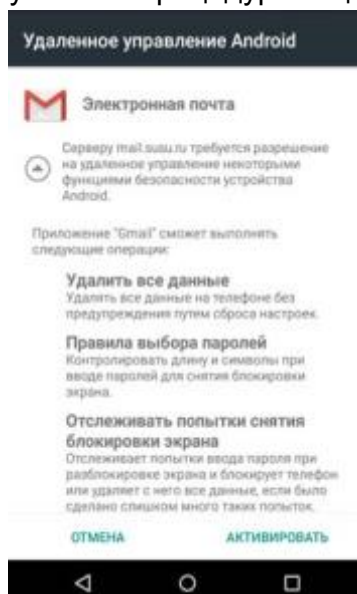 Удаленное управление Android
Электронная почта
Серверу mail.susu.ru требуется разрешение
на удаленное управление некоторыми
функциями безопасности устройства
Android.
Приложение "Gmail" сможет выполнять
следующие операции:
Удалить все данные
Удалять все данные на телефоне без
предупреждения путем сброса настроек.
Правила выбора паролей
Контролировать длину и символы при
вводе паролей для снятия блокировки
экрана.
Отслеживать попытки снятия
блокировки экрана
Отслеживает попытки ввода пароля при
разблокировке экрана и блокирует телефон
или удаляет с него все данные, если было
сделано слишком много таких попыток.
ОТМЕНА АКТИВИРОВАТЬ